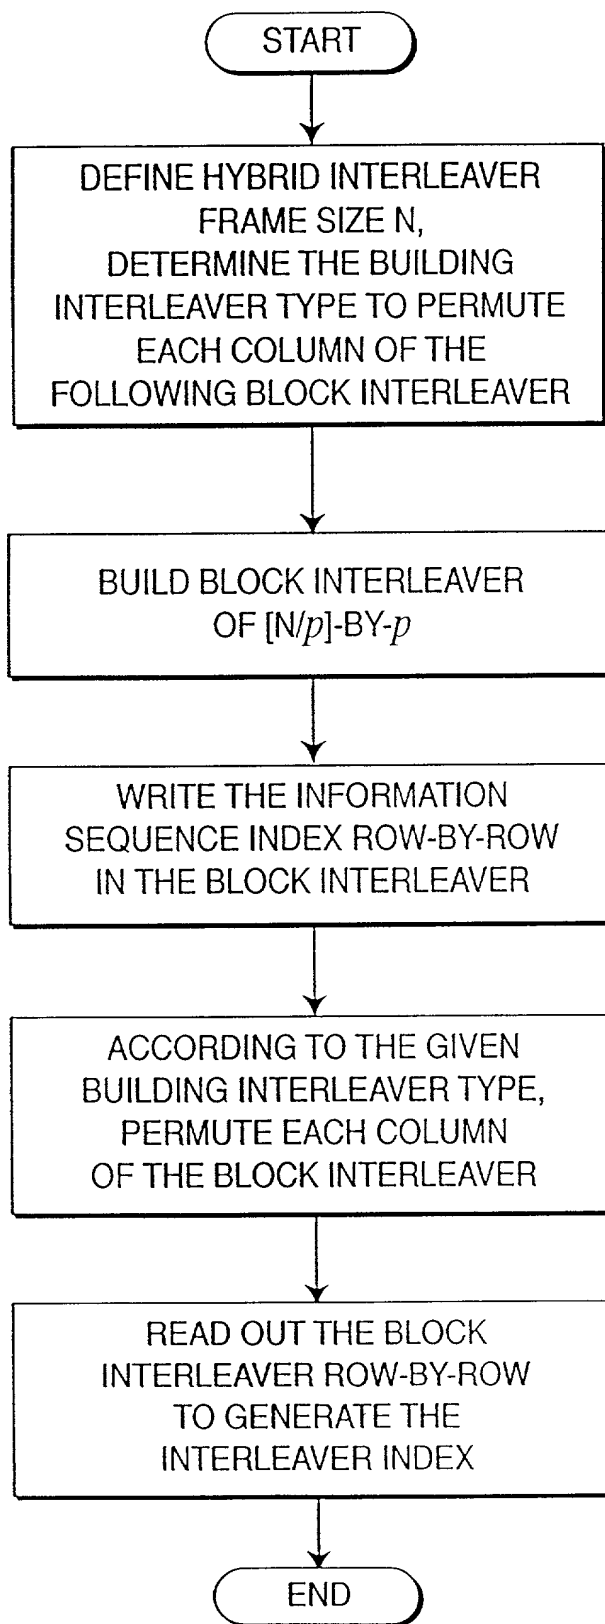 START
DEFINE HYBRID INTERLEAVER
FRAME SIZE N,
DETERMINE THE BUILDING
INTERLEAVER TYPE TO PERMUTE
EACH COLUMN OF THE
FOLLOWING BLOCK INTERLEAVER
BUILD BLOCK INTERLEAVER
OF [N/p]-BY-p
WRITE THE INFORMATION
SEQUENCE INDEX ROW-BY-ROW
IN THE BLOCK INTERLEAVER
ACCORDING TO THE GIVEN
BUILDING INTERLEAVER TYPE,
PERMUTE EACH COLUMN
OF THE BLOCK INTERLEAVER
READ OUT THE BLOCK
INTERLEAVER ROW-BY-ROW
TO GENERATE THE
INTERLEAVER INDEX
END